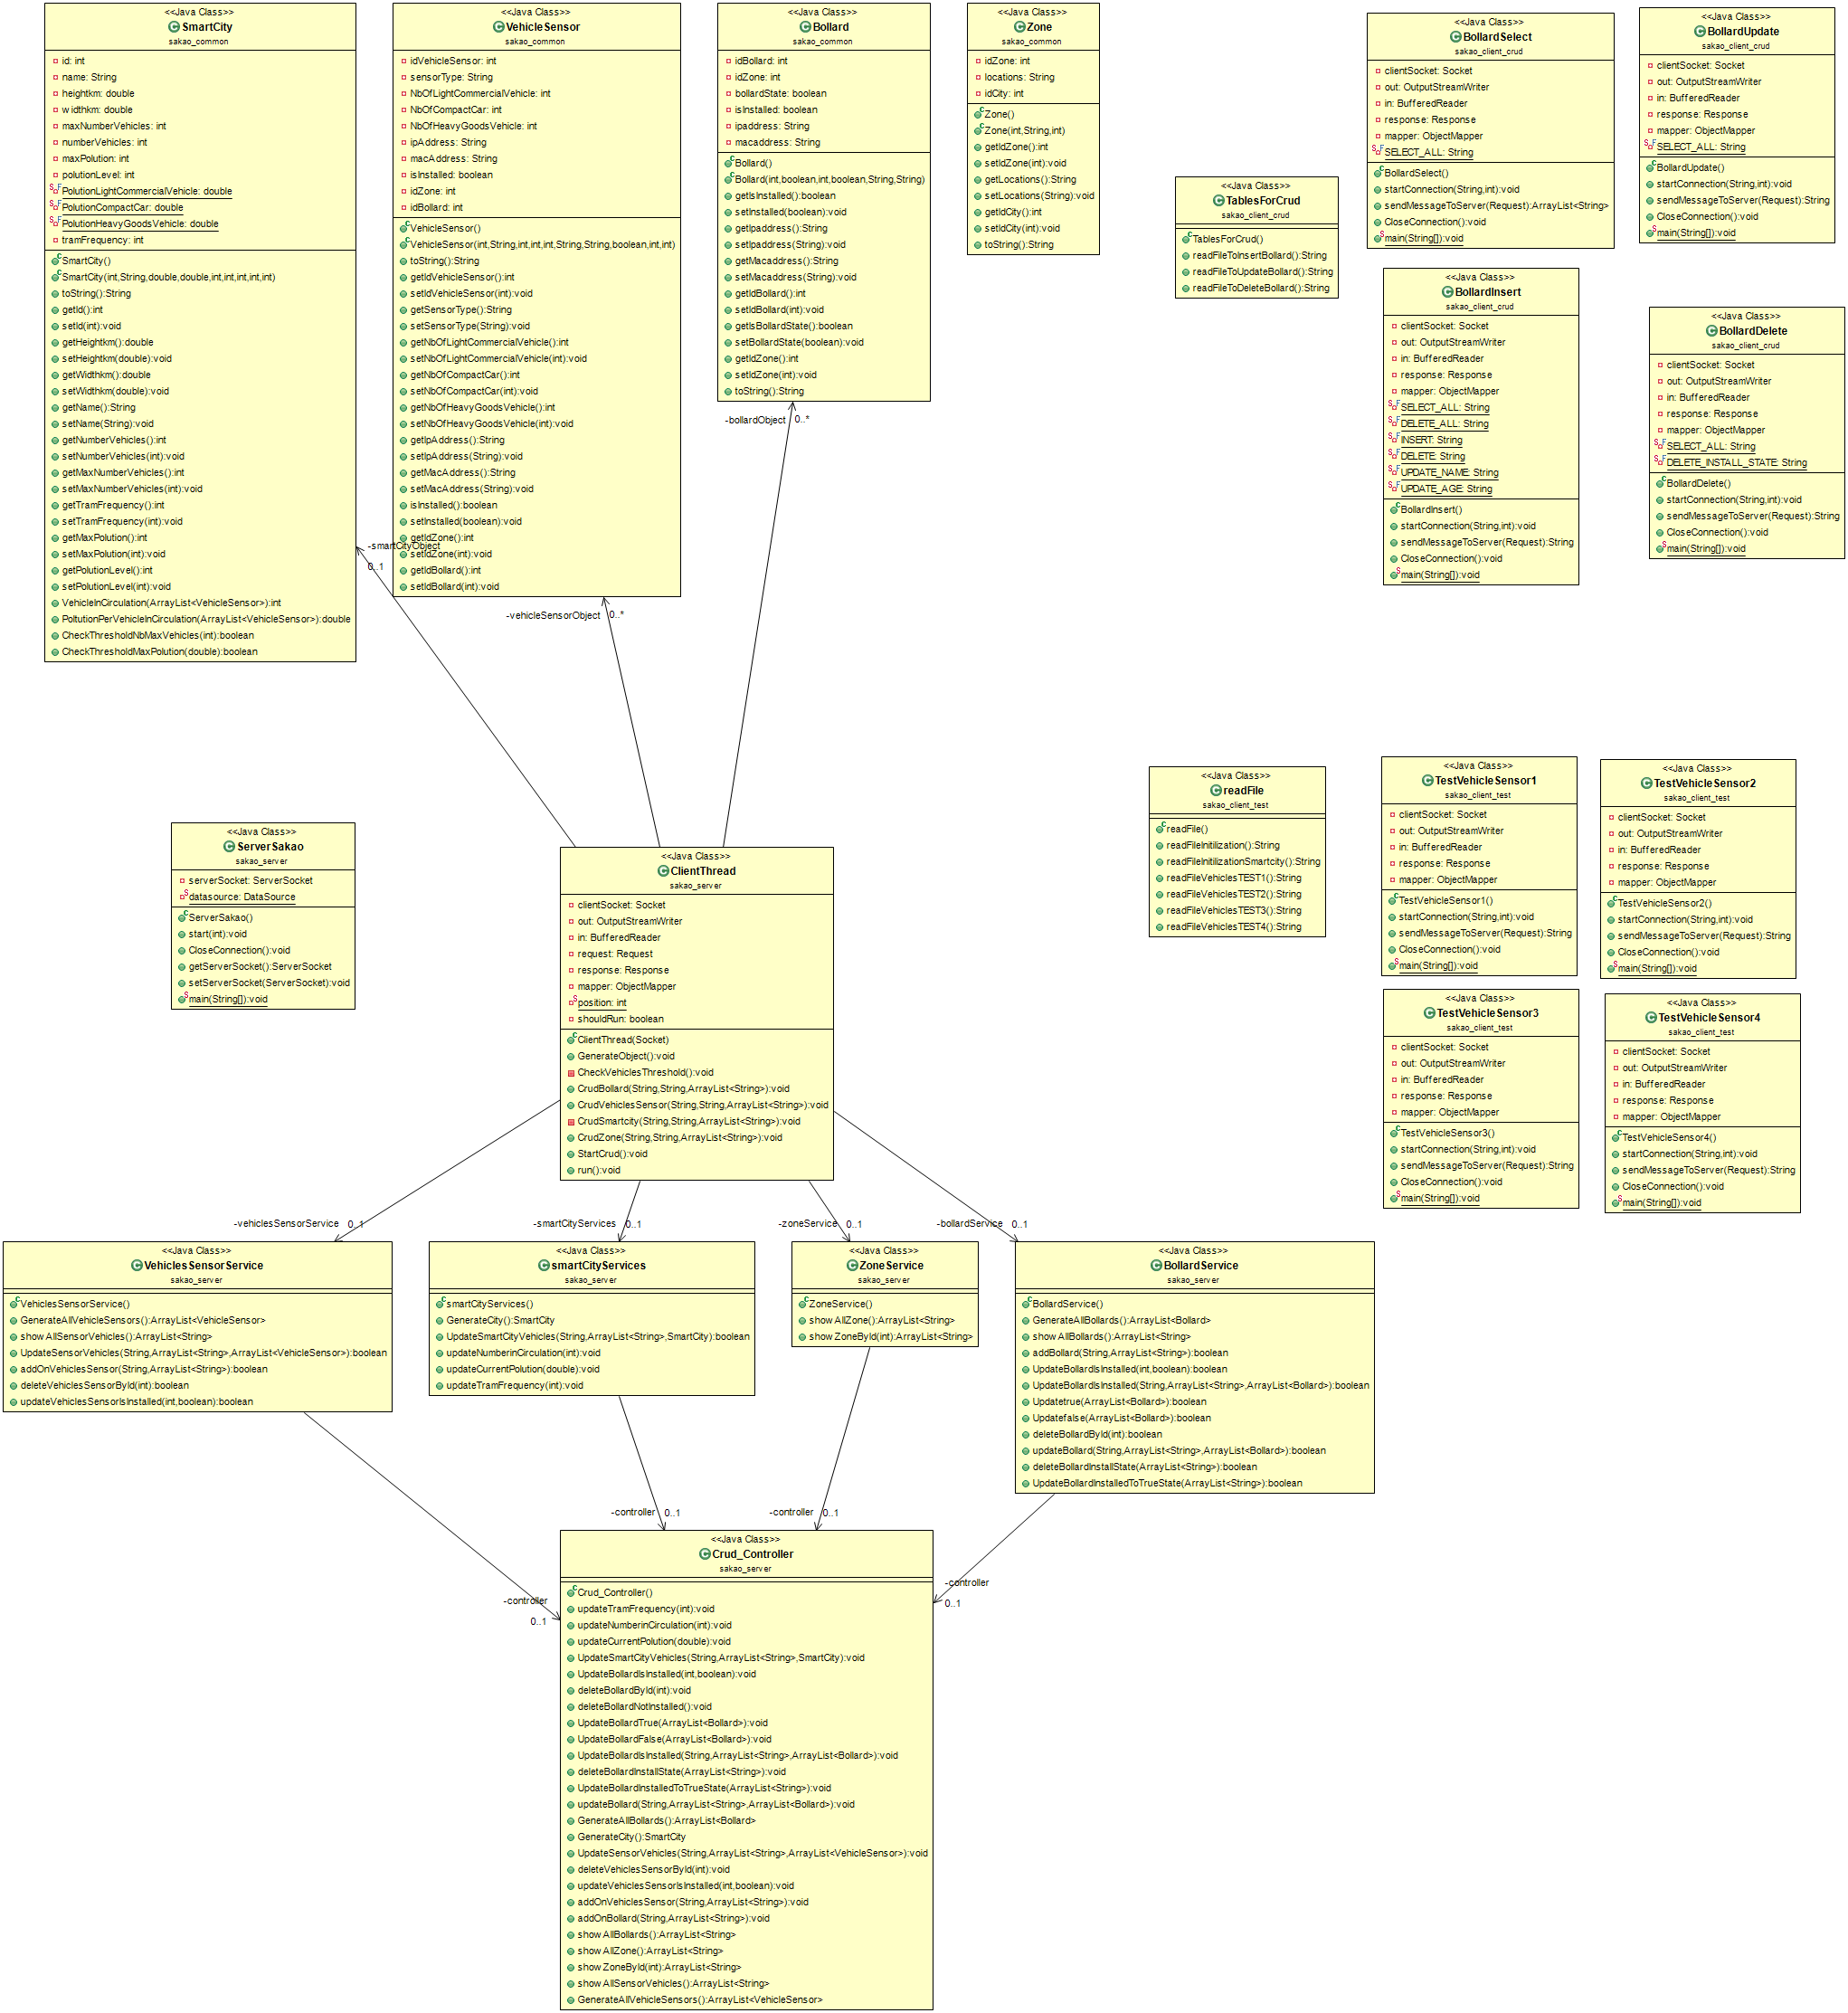 <<Java Class>>
SmartCity
sakao_common
id: int
name: String
heightkm: double
widthkm: double
maxNumberVehicles: int
numberVehicles: int
maxPolution: int
polutionLevel: int
PolutionLightCommercialVehicle: double
PolutionCompactCar: double
PolutionHeavyGoodsVehicle: double
tramFrequency: int
SmartCity()
SmartCity(int,String,double,double,int,int,int,int,int)
toString():String
getId():int
setId(int):void
getHeightkm():double
setHeightkm(double):void
getWidthkm():double
setWidthkm(double):void
getName():String
setName(String):void
getNumberVehicles():int
setNumberVehicles(int):void
getMaxNumberVehicles():int
setMaxNumberVehicles(int):void
getTramFrequency():int
setTramFrequency(int):void
getMaxPolution():int
setMaxPolution(int):void
getPolutionLevel():int
setPolutionLevel(int):void
VehicleInCirculation(ArrayList<VehicleSensor>):int
PoltutionPerVehicleInCirculation(ArrayList<VehicleSensor>):double
CheckThresholdNbMaxVehicles(int):boolean
CheckThresholdMaxPolution(double):boolean
<<Java Class>>
VehicleSensor
sakao_common
idVehicleSensor: int
sensorType: String
NbOfLightCommercialVehicle: int
NbOfCompactCar: int
NbOfHeavyGoodsVehicle: int
ipAddress: String
macAddress: String
isInstalled: boolean
idZone: int
idBollard: int
VehicleSensor()
VehicleSensor(int,String,int,int,int,String,String,boolean,int,int)
toString():String
getIdVehicleSensor():int
setIdVehicleSensor(int):void
getSensorType():String
setSensorType(String):void
getNbOfLightCommercialVehicle():int
setNbOfLightCommercialVehicle(int):void
getNbOfCompactCar():int
setNbOfCompactCar(int):void
getNbOfHeavyGoodsVehicle():int
setNbOfHeavyGoodsVehicle(int):void
getIpAddress():String
setIpAddress(String):void
getMacAddress():String
setMacAddress(String):void
isInstalled():boolean
setInstalled(boolean):void
getIdZone():int
setIdZone(int):void
getIdBollard():int
setIdBollard(int):void
<<Java Class>>
Bollard
sakao_common
idBollard: int
idZone: int
bollardState: boolean
isInstalled: boolean
ipaddress: String
macaddress: String
Bollard()
Bollard(int,boolean,int,boolean,String,String)
getIsInstalled():boolean
setInstalled(boolean):void
getIpaddress():String
setIpaddress(String):void
getMacaddress():String
setMacaddress(String):void
getIdBollard():int
setIdBollard(int):void
getIsBollardState():boolean
setBollardState(boolean):void
getIdZone():int
setIdZone(int):void
toString():String
<<Java Class>>
Zone
sakao_common
idZone: int
locations: String
idCity: int
Zone()
Zone(int,String,int)
getIdZone():int
setIdZone(int):void
getLocations():String
setLocations(String):void
getIdCity():int
setIdCity(int):void
toString():String
<<Java Class>>
TablesForCrud
sakao_client_crud
TablesForCrud()
readFileToInsertBollard():String
readFileToUpdateBollard():String
readFileToDeleteBollard():String
<<Java Class>>
BollardSelect
sakao_client_crud
clientSocket: Socket
out: OutputStreamWriter
in: BufferedReader
response: Response
mapper: ObjectMapper
SELECT_ALL: String
BollardSelect()
startConnection(String,int):void
sendMessageToServer(Request):ArrayList<String>
CloseConnection():void
main(String[]):void
<<Java Class>>
BollardUpdate
sakao_client_crud
clientSocket: Socket
out: OutputStreamWriter
in: BufferedReader
response: Response
mapper: ObjectMapper
SELECT_ALL: String
BollardUpdate()
startConnection(String,int):void
sendMessageToServer(Request):String
CloseConnection():void
main(String[]):void
<<Java Class>>
BollardInsert
sakao_client_crud
clientSocket: Socket
out: OutputStreamWriter
in: BufferedReader
response: Response
mapper: ObjectMapper
SELECT_ALL: String
DELETE_ALL: String
INSERT: String
DELETE: String
UPDATE_NAME: String
UPDATE_AGE: String
BollardInsert()
startConnection(String,int):void
sendMessageToServer(Request):String
CloseConnection():void
main(String[]):void
<<Java Class>>
BollardDelete
sakao_client_crud
clientSocket: Socket
out: OutputStreamWriter
in: BufferedReader
response: Response
mapper: ObjectMapper
SELECT_ALL: String
DELETE_INSTALL_STATE: String
BollardDelete()
startConnection(String,int):void
sendMessageToServer(Request):String
CloseConnection():void
main(String[]):void
-smartCityObject
0..1
-vehicleSensorObject 0..*
-bollardObject 0..*
<<Java Class>>
ServerSakao
sakao_server
serverSocket: ServerSocket
datasource: DataSource
ServerSakao()
start(int):void
CloseConnection():void
getServerSocket():ServerSocket
setServerSocket(ServerSocket):void
main(String[]):void
<<Java Class>>
ClientThread
sakao_server
clientSocket: Socket
out: OutputStreamWriter
in: BufferedReader
request: Request
response: Response
mapper: ObjectMapper
position: int
shouldRun: boolean
ClientThread(Socket)
GenerateObject():void
CheckVehiclesThreshold():void
CrudBollard(String,String,ArrayList<String>):void
CrudVehiclesSensor(String,String,ArrayList<String>):void
CrudSmartcity(String,String,ArrayList<String>):void
CrudZone(String,String,ArrayList<String>):void
StartCrud():void
run():void
<<Java Class>>
readFile
sakao_client_test
readFile()
readFileInitilization():String
readFileInitilizationSmartcity():String
readFileVehiclesTEST1():String
readFileVehiclesTEST2():String
readFileVehiclesTEST3():String
readFileVehiclesTEST4():String
<<Java Class>>
TestVehicleSensor1
sakao_client_test
clientSocket: Socket
out: OutputStreamWriter
in: BufferedReader
response: Response
mapper: ObjectMapper
TestVehicleSensor1()
startConnection(String,int):void
sendMessageToServer(Request):String
CloseConnection():void
main(String[]):void
<<Java Class>>
TestVehicleSensor2
sakao_client_test
clientSocket: Socket
out: OutputStreamWriter
in: BufferedReader
response: Response
mapper: ObjectMapper
TestVehicleSensor2()
startConnection(String,int):void
sendMessageToServer(Request):String
CloseConnection():void
main(String[]):void
<<Java Class>>
TestVehicleSensor3
sakao_client_test
clientSocket: Socket
out: OutputStreamWriter
in: BufferedReader
response: Response
mapper: ObjectMapper
TestVehicleSensor3()
startConnection(String,int):void
sendMessageToServer(Request):String
CloseConnection():void
main(String[]):void
<<Java Class>>
TestVehicleSensor4
sakao_client_test
clientSocket: Socket
out: OutputStreamWriter
in: BufferedReader
response: Response
mapper: ObjectMapper
TestVehicleSensor4()
startConnection(String,int):void
sendMessageToServer(Request):String
CloseConnection():void
main(String[]):void
-vehiclesSensorService 0..1
-smartCityServices 0..1
-zoneService 0..1
-bollardService 0..1
<<Java Class>>
VehiclesSensorService
sakao_server
VehiclesSensorService()
GenerateAllVehicleSensors():ArrayList<VehicleSensor>
showAllSensorVehicles():ArrayList<String>
UpdateSensorVehicles(String,ArrayList<String>,ArrayList<VehicleSensor>):boolean
addOnVehiclesSensor(String,ArrayList<String>):boolean
deleteVehiclesSensorById(int):boolean
updateVehiclesSensorIsInstalled(int,boolean):boolean
<<Java Class>>
smartCityServices
sakao_server
smartCityServices()
GenerateCity():SmartCity
UpdateSmartCityVehicles(String,ArrayList<String>,SmartCity):boolean
updateNumberinCirculation(int):void
updateCurrentPolution(double):void
updateTramFrequency(int):void
<<Java Class>>
ZoneService
sakao_server
ZoneService()
showAllZone():ArrayList<String>
showZoneById(int):ArrayList<String>
<<Java Class>>
BollardService
sakao_server
BollardService()
GenerateAllBollards():ArrayList<Bollard>
showAllBollards():ArrayList<String>
addBollard(String,ArrayList<String>):boolean
UpdateBollardIsInstalled(int,boolean):boolean
UpdateBollardIsInstalled(String,ArrayList<String>,ArrayList<Bollard>):boolean
Updatetrue(ArrayList<Bollard>):boolean
Updatefalse(ArrayList<Bollard>):boolean
deleteBollardById(int):boolean
updateBollard(String,ArrayList<String>,ArrayList<Bollard>):boolean
deleteBollardInstallState(ArrayList<String>):boolean
UpdateBollardInstalledToTrueState(ArrayList<String>):boolean
-controller 0..1
-controller 0..1
-controller
0..1
-controller
0..1
<<Java Class>>
Crud_Controller
sakao_server
Crud_Controller()
updateTramFrequency(int):void
updateNumberinCirculation(int):void
updateCurrentPolution(double):void
UpdateSmartCityVehicles(String,ArrayList<String>,SmartCity):void
UpdateBollardIsInstalled(int,boolean):void
deleteBollardById(int):void
deleteBollardNotInstalled():void
UpdateBollardTrue(ArrayList<Bollard>):void
UpdateBollardFalse(ArrayList<Bollard>):void
UpdateBollardIsInstalled(String,ArrayList<String>,ArrayList<Bollard>):void
deleteBollardInstallState(ArrayList<String>):void
UpdateBollardInstalledToTrueState(ArrayList<String>):void
updateBollard(String,ArrayList<String>,ArrayList<Bollard>):void
GenerateAllBollards():ArrayList<Bollard>
GenerateCity():SmartCity
UpdateSensorVehicles(String,ArrayList<String>,ArrayList<VehicleSensor>):void
deleteVehiclesSensorById(int):void
updateVehiclesSensorIsInstalled(int,boolean):void
addOnVehiclesSensor(String,ArrayList<String>):void
addOnBollard(String,ArrayList<String>):void
showAllBollards():ArrayList<String>
showAllZone():ArrayList<String>
showZoneById(int):ArrayList<String>
showAllSensorVehicles():ArrayList<String>
GenerateAllVehicleSensors():ArrayList<VehicleSensor>